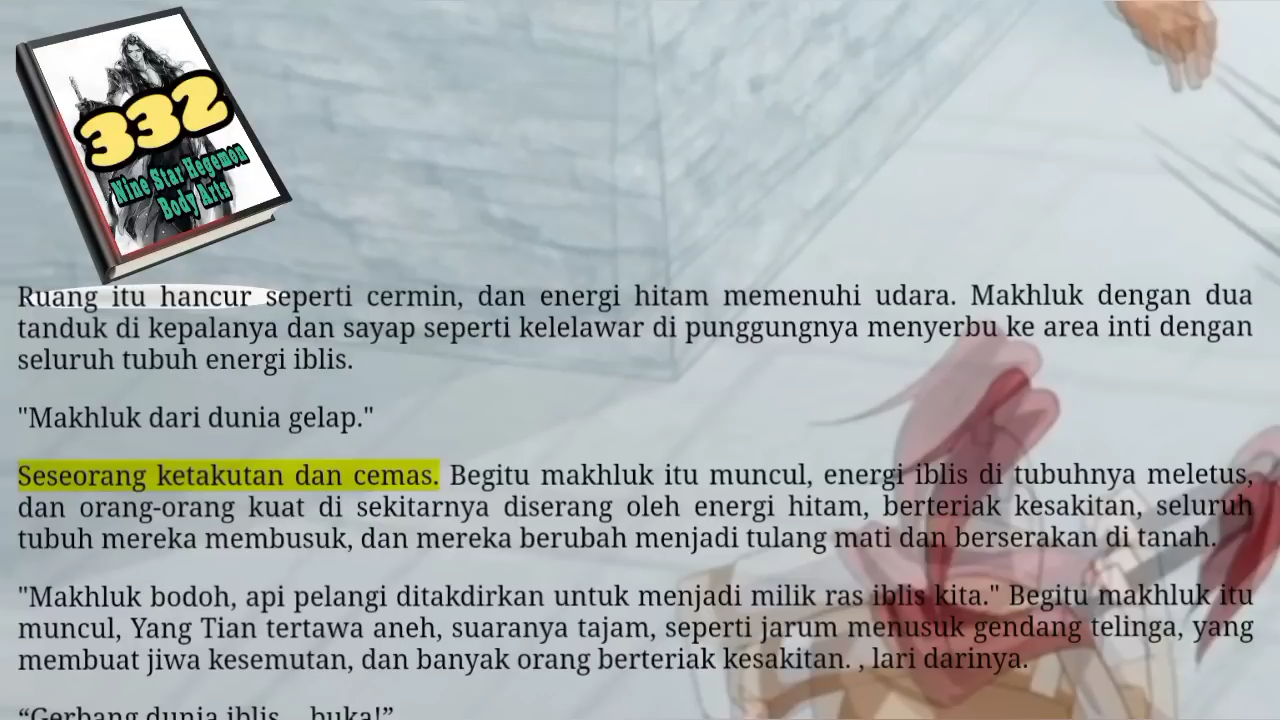 332
Nine Star Hegemon
Body Arts
Ruang itu hancur seperti cermin, dan energi hitam memenuhi udara. Makhluk dengan dua
tanduk di kepalanya dan sayap seperti kelelawar di punggungnya menyerbu ke area inti dengan
seluruh tubuh energi iblis.
"Makhluk dari dunia gelap."
Seseorang ketakutan dan cemas. Begitu makhluk itu muncul, energi iblis di tubuhnya meletus,
dan orang-orang kuat di sekitarnya diserang oleh energi hitam, berteriak kesakitan, seluruh
tubuh mereka membusuk, dan mereka berubah menjadi tulang mati dan berserakan di tanah.
"Makhluk bodoh, api pelangi ditakdirkan untuk menjadi milik ras iblis kita." Begitu makhluk itu
muncul, Yang Tian tertawa aneh, suaranya tajam, seperti jarum menusuk gendang telinga, yang
membuat jiwa kesemutan, dan banyak orang berteriak kesakitan. , lari darinya.
“Gerbang dunia iblis... buka!”